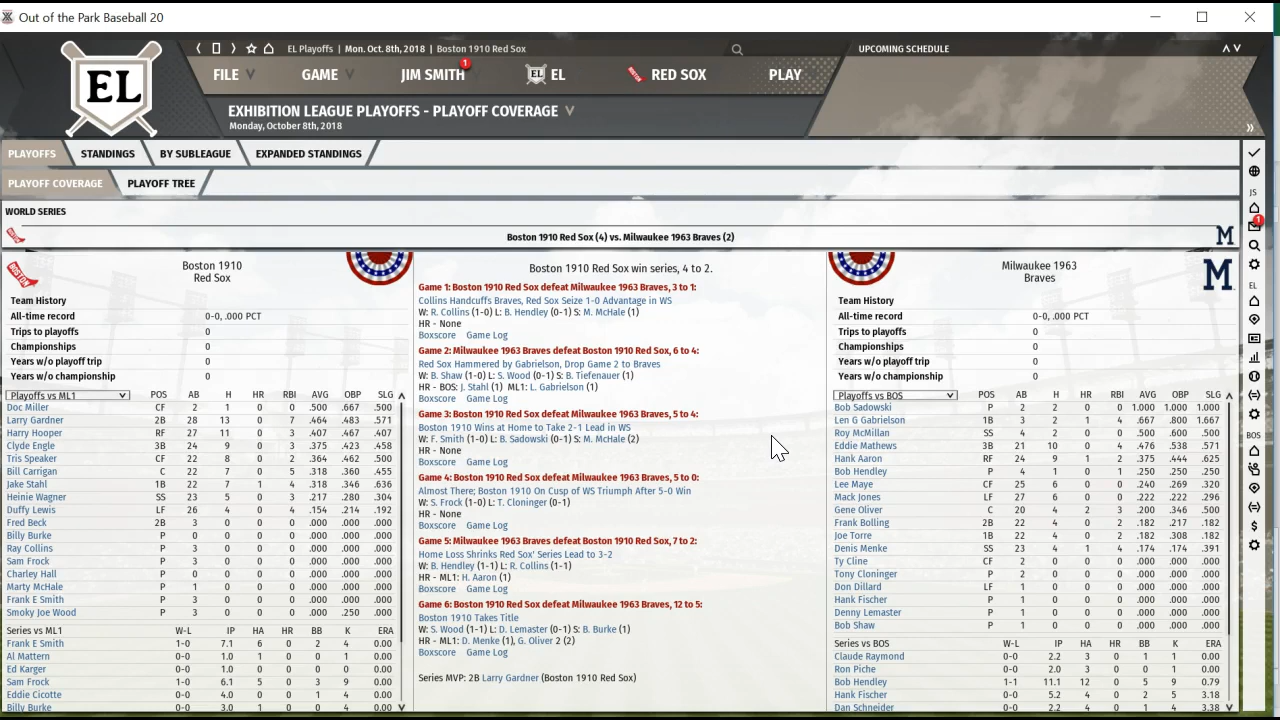 Out of the Park Baseball 20
EL Playoffs | Mon. Oct. 8th, 2018 | Boston 1910 Red Sox
UPCOMING SCHEDULE
EL
FILE GAME JIM SMITH 1 EL RED SOX PLAY
EXHIBITION LEAGUE PLAYOFFS - PLAYOFF COVERAGE
Monday, October 8th, 2018
PLAYOFFS STANDINGS BY SUBLEAGUE EXPANDED STANDINGS
PLAYOFF COVERAGE PLAYOFF TREE
WORLD SERIES
Boston 1910 Red Sox (4) vs. Milwaukee 1963 Braves (2)
Boston 1910
Red Sox
Team History
All-time record 0-0, .000 PCT
Trips to playoffs 0
Championships 0
Years w/o playoff trip 0
Years w/o championship 0
Playoffs vs ML1 POS AB H HR RBI AVG OBP SLG
Doc Miller CF 2 1 0 0 .500 .667 .500
Larry Gardner 2B 28 13 0 7 .464 .483 .571
Harry Hooper RF 27 11 0 3 .407 .467 .407
Clyde Engle 3B 24 9 0 3 .375 .423 .458
Tris Speaker CF 22 8 0 2 .364 .462 .500
Bill Carrigan C 22 7 0 5 .318 .360 .455
Jake Stahl 1B 22 7 1 4 .318 .346 .636
Heinie Wagner SS 23 5 0 3 .217 .280 .304
Duffy Lewis LF 26 4 0 4 .154 .214 .192
Fred Beck 2B 3 0 0 0 .000 .000 .000
Billy Burke P 0 0 0 0 .000 .000 .000
Ray Collins P 3 0 0 0 .000 .000 .000
Sam Frock P 3 0 0 0 .000 .000 .000
Charley Hall P 0 0 0 0 .000 .000 .000
Marty McHale P 1 0 0 0 .000 .000 .000
Frank E Smith P 3 0 0 0 .000 .000 .000
Smoky Joe Wood P 3 0 0 0 .000 .250 .000
Series vs ML1 W-L IP HA HR BB K ERA
Frank E Smith 1-0 7.1 6 0 2 4 0.00
Al Mattern 0-0 1.0 1 0 0 1 0.00
Ed Karger 0-0 1.0 0 0 0 0 0.00
Sam Frock 1-0 6.1 5 0 3 9 0.00
Eddie Cicotte 0-0 4.0 0 0 1 4 0.00
Billy Burke 0-0 3.0 1 0 0 4 0.00
Boston 1910 Red Sox win series, 4 to 2.
Game 1: Boston 1910 Red Sox defeat Milwaukee 1963 Braves, 3 to 1:
Collins Handcuffs Braves, Red Sox Seize 1-0 Advantage in WS
W: R. Collins (1-0) L: B. Hendley (0-1) S: M. McHale (1)
HR - None
Boxscore Game Log
Game 2: Milwaukee 1963 Braves defeat Boston 1910 Red Sox, 6 to 4:
Red Sox Hammered by Gabrielson, Drop Game 2 to Braves
W: B. Shaw (1-0) L: S. Wood (0-1) S: B. Tiefenauer (1)
HR - BOS: J. Stahl (1) ML1: L. Gabrielson (1)
Boxscore Game Log
Game 3: Boston 1910 Red Sox defeat Milwaukee 1963 Braves, 5 to 4:
Boston 1910 Wins at Home to Take 2-1 Lead in WS
W: F. Smith (1-0) L: B. Sadowski (0-1) S: M. McHale (2)
HR - None
Boxscore Game Log
Game 4: Boston 1910 Red Sox defeat Milwaukee 1963 Braves, 5 to 0:
Almost There; Boston 1910 On Cusp of WS Triumph After 5-0 Win
W: S. Frock (1-0) L: T. Cloninger (0-1)
HR - None
Boxscore Game Log
Game 5: Milwaukee 1963 Braves defeat Boston 1910 Red Sox, 7 to 2:
Home Loss Shrinks Red Sox' Series Lead to 3-2
W: B. Hendley (1-1) L: R. Collins (1-1)
HR - ML1: H. Aaron (1)
Boxscore Game Log
Game 6: Boston 1910 Red Sox defeat Milwaukee 1963 Braves, 12 to 5:
Boston 1910 Takes Title
W: S. Wood (1-1) L: D. Lemaster (0-1) S: B. Burke (1)
HR - ML1: D. Menke (1), G. Oliver 2 (2)
Boxscore Game Log
Series MVP: 2B Larry Gardner (Boston 1910 Red Sox)
Milwaukee 1963
Braves
Team History
All-time record 0-0, .000 PCT
Trips to playoffs 0
Championships 0
Years w/o playoff trip 0
Years w/o championship 0
Playoffs vs BOS POS AB H HR RBI AVG OBP SLG
Bob Sadowski P 2 2 0 0 1.000 1.000 1.000
Len G Gabrielson 1B 3 2 1 4 .667 .800 1.667
Roy McMillan SS 4 2 0 0 .500 .600 .500
Eddie Mathews 3B 21 10 0 4 .476 .538 .571
Hank Aaron RF 24 9 1 2 .375 .444 .625
Bob Hendley P 4 1 0 1 .250 .250 .250
Lee Maye CF 25 6 0 0 .240 .269 .320
Mack Jones LF 27 6 0 2 .222 .222 .296
Gene Oliver C 20 4 2 3 .200 .346 .500
Frank Bolling 2B 22 4 0 2 .182 .217 .182
Joe Torre 1B 22 4 0 1 .182 .308 .182
Denis Menke SS 23 4 1 4 .174 .174 .391
Ty Cline CF 2 0 0 0 .000 .000 .000
Tony Cloninger P 2 0 0 0 .000 .000 .000
Don Dillard LF 1 0 0 0 .000 .000 .000
Hank Fischer P 1 0 0 0 .000 .000 .000
Denny Lemaster P 1 0 0 0 .000 .000 .000
Bob Shaw P 1 0 0 0 .000 .000 .000
Series vs BOS W-L IP HA HR BB K ERA
Claude Raymond 0-0 2.2 3 0 1 1 0.00
Ron Piche 0-0 2.0 3 0 0 1 0.00
Bob Hendley 1-1 11.1 12 0 5 9 0.79
Hank Fischer 0-0 5.2 4 0 2 5 3.18
Dan Schneider 0-0 2.2 4 0 1 4 3.38
JS
1
EL
BOS